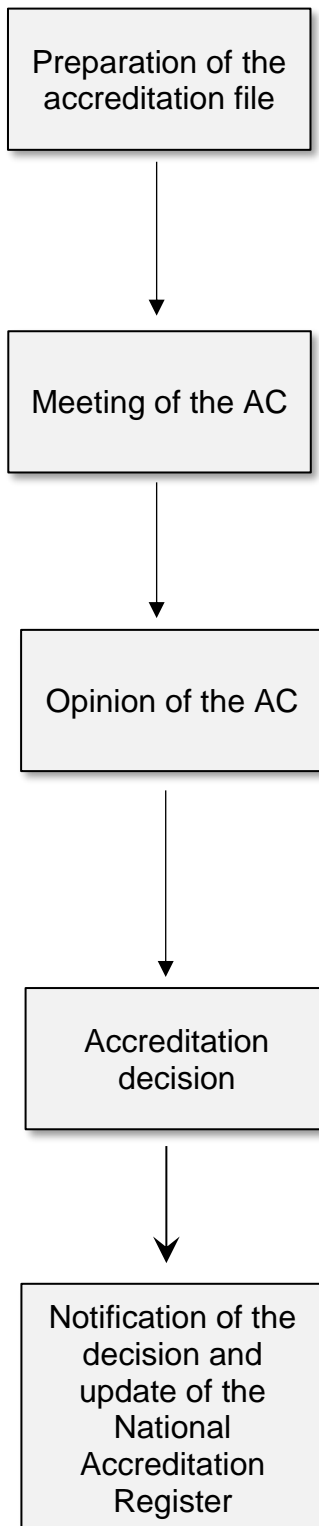 Preparation of the
accreditation file
Meeting of the AC
Opinion of the AC
Accreditation
decision
Notification of the
decision and
update of the
National
Accreditation
Register